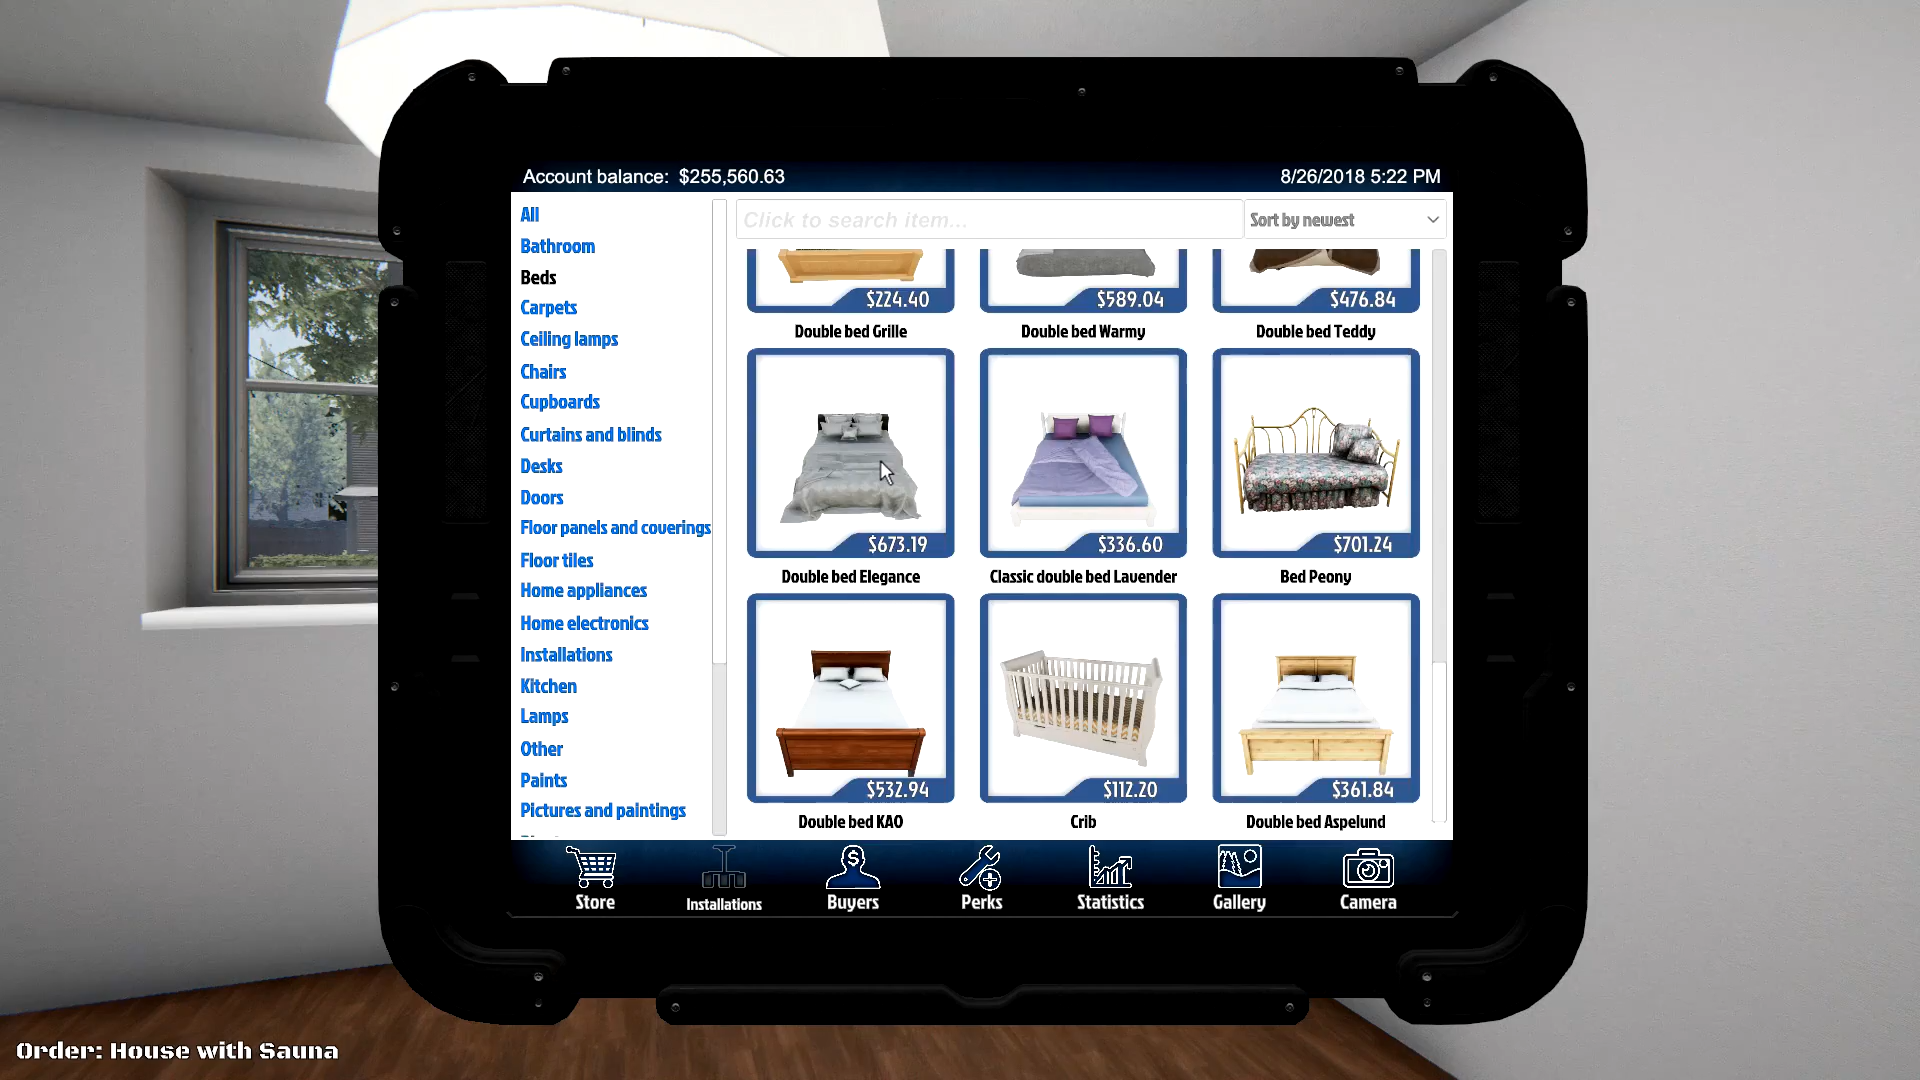 Account balance: $255,560.63
8/26/2018 5:22 PM
All
Bathroom
Beds
Carpets
Ceiling lamps
Chairs
Cupboards
Curtains and blinds
Desks
Doors
Floor panels and coverings
Floor tiles
Home appliances
Home electronics
Installations
Kitchen
Lamps
Other
Paints
Pictures and paintings
Click to search item...
Sort by newest
$224.40
$589.04
$476.84
Double bed Grille
Double bed Warmy
Double bed Teddy
$673.19
$336.60
$701.24
Double bed Elegance
Classic double bed Lavender
Bed Peony
$532.94
$112.20
$361.84
Double bed KAO
Crib
Double bed Aspelund
Store
Installations
Buyers
Perks
Statistics
Gallery
Camera
Order: House with Sauna